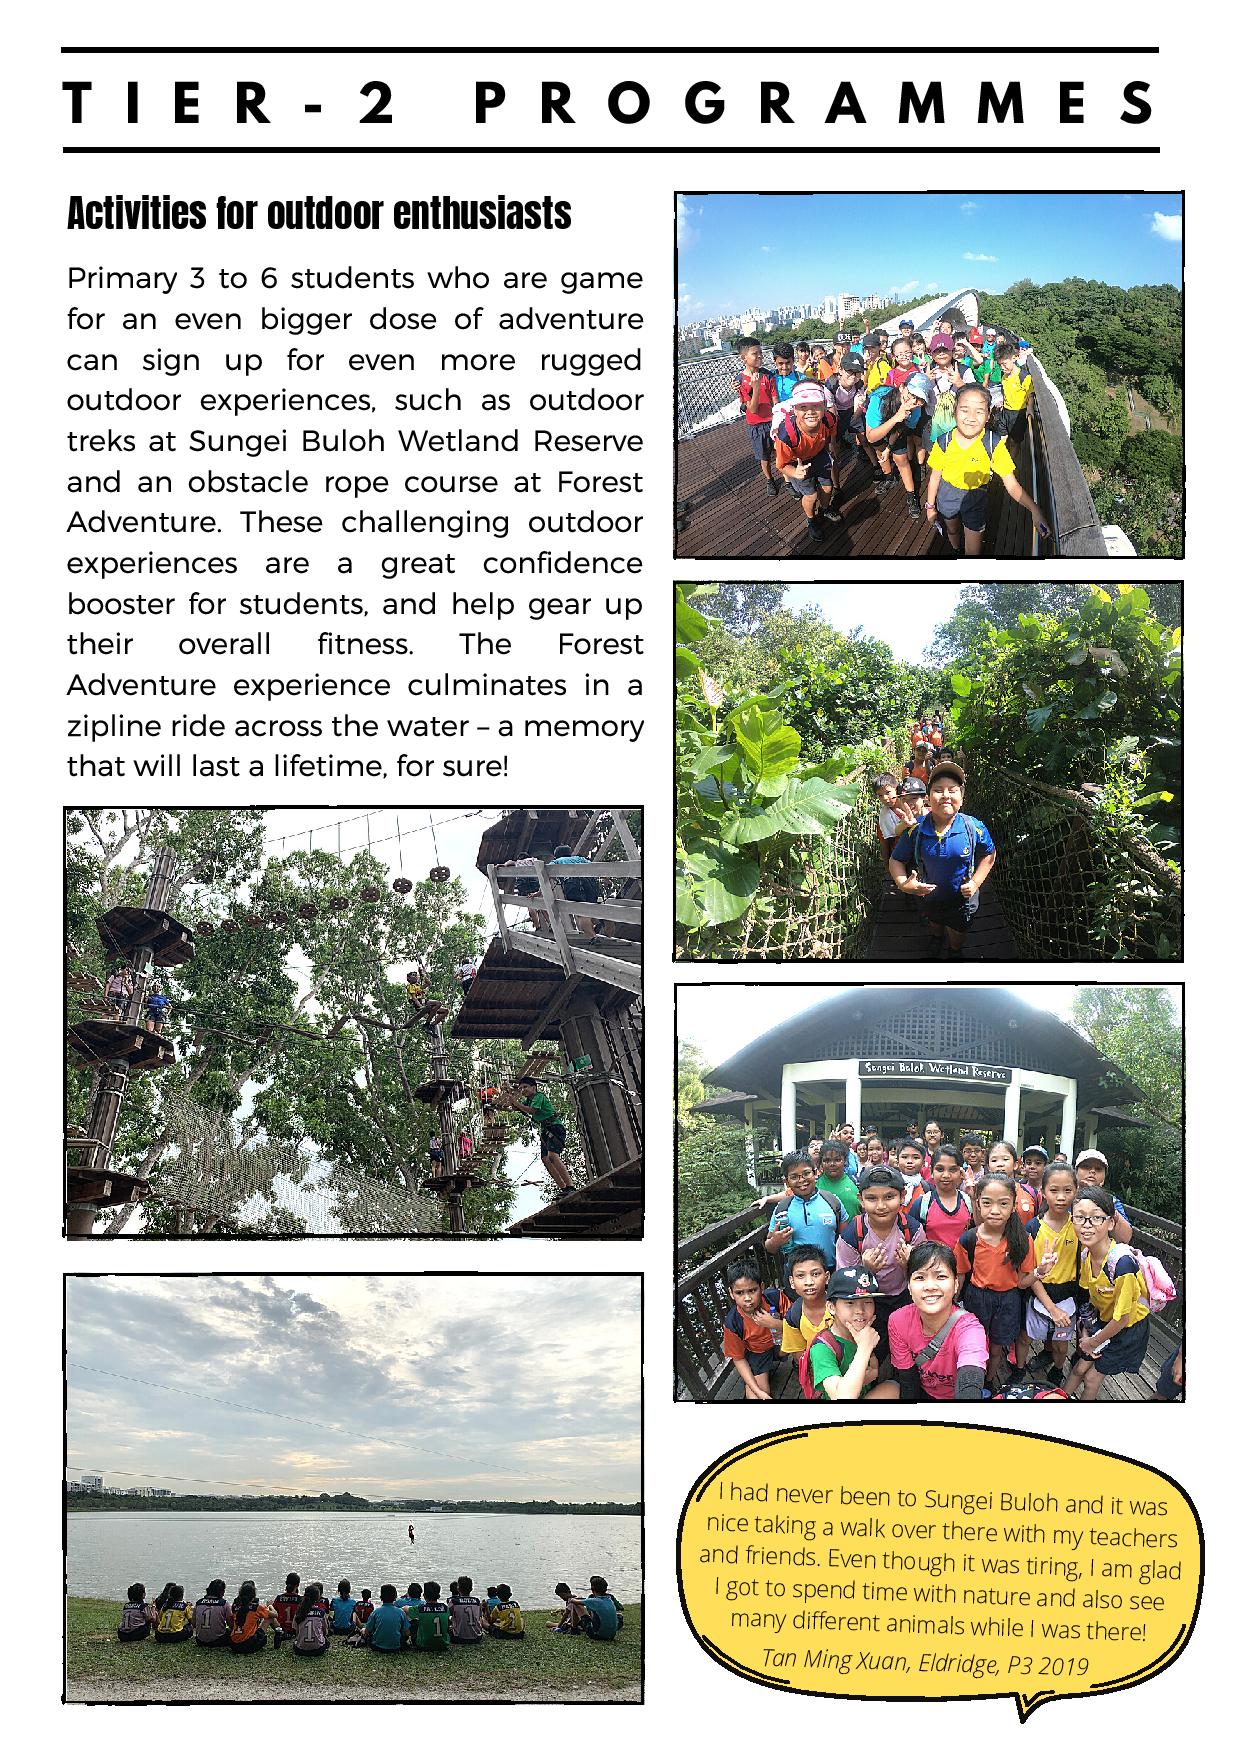 TIER-2 PROGRAMMES
Activities for outdoor enthusiasts
Primary 3 to 6 students who are game
for an even bigger dose of adventure
can sign up for even more rugged
outdoor experiences, such as outdoor
treks at Sungei Buloh Wetland Reserve
and an obstacle rope course at Forest
Adventure. These challenging outdoor
experiences are a great confidence
booster for students, and help gear up
their overall fitness. The Forest
Adventure experience culminates in a
zipline ride across the water – a memory
that will last a lifetime, for sure!
Sungei Buloh Wetland Reserve
I had never been to Sungei Buloh and it was
nice taking a walk over there with my teachers
and friends. Even though it was tiring, I am glad
I got to spend time with nature and also see
many different animals while I was there!
Tan Ming Xuan, Eldridge, P3 2019